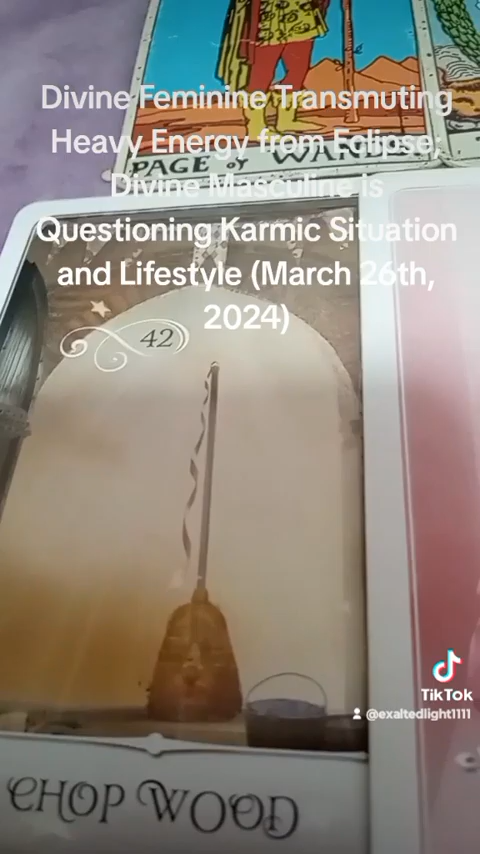 Divine Feminine Transmuting
Heavy Energy from Eclipse;
PAGE of WANDS
Divine Masculine is
Questioning Karmic Situation
and Lifestyle (March 26th,
2024)
42
TikTok
@exaltedlight1111
CHOP WOOD